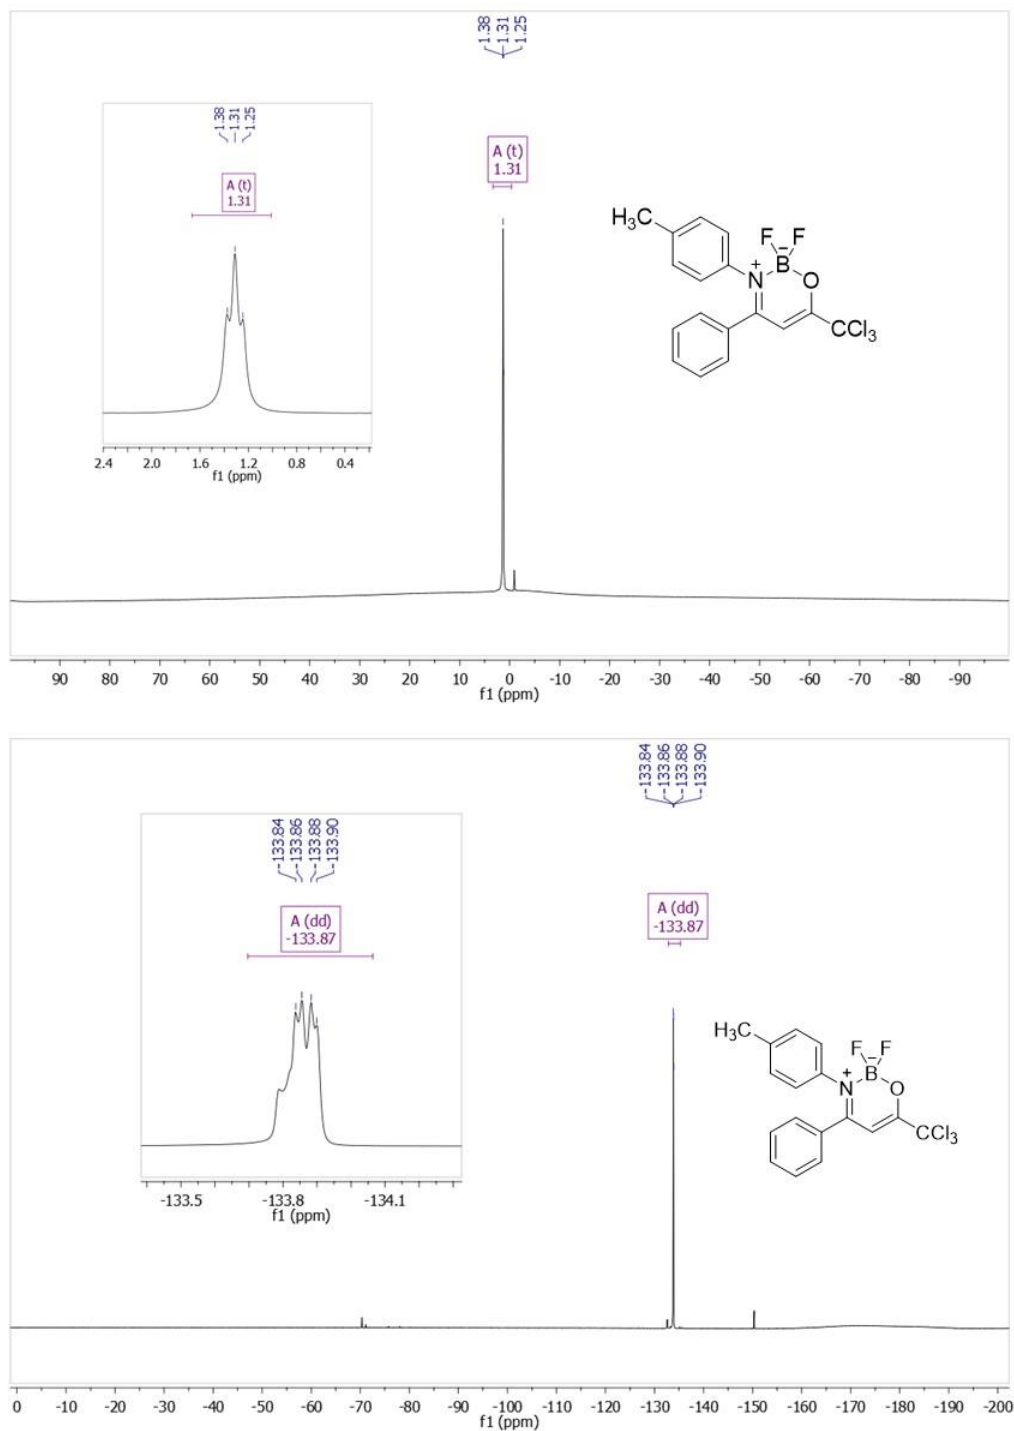 1.38
1.31
1.25
1.38
1.31
1.25
A (t)
1.31
A (t)
1.31
H3C
F F
B
+
−
N
O
CCl3
2.4 2.0 1.6 1.2 0.8 0.4
f1 (ppm)
90 80 70 60 50 40 30 20 10 0 -10 -20 -30 -40 -50 -60 -70 -80 -90
f1 (ppm)
-133.84
-133.86
-133.88
-133.90
-133.84
-133.86
-133.88
-133.90
A (dd)
-133.87
A (dd)
-133.87
H3C
F F
B
+
−
N
O
CCl3
-133.5 -133.8 -134.1
f1 (ppm)
0 -10 -20 -30 -40 -50 -60 -70 -80 -90 -100 -110 -120 -130 -140 -150 -160 -170 -180 -190 -200
f1 (ppm)